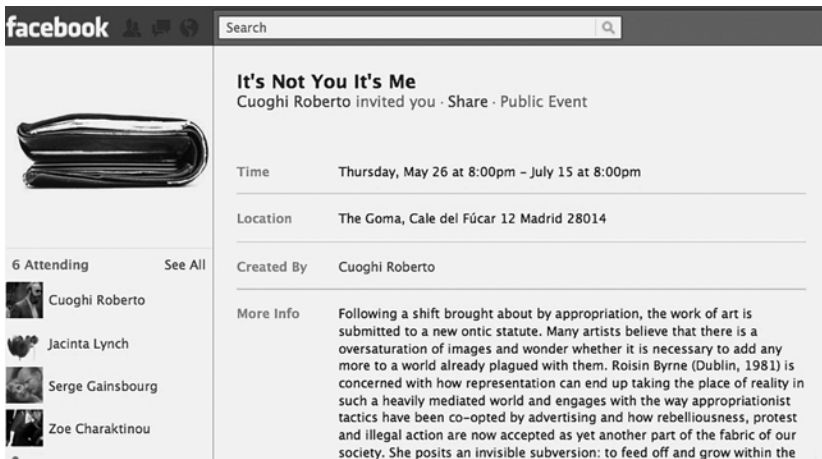 facebook
Search
It's Not You It's Me
Cuoghi Roberto invited you · Share · Public Event
Time Thursday, May 26 at 8:00pm – July 15 at 8:00pm
Location The Goma, Cale del Fúcar 12 Madrid 28014
6 Attending See All
Created By Cuoghi Roberto
Cuoghi Roberto
Jacinta Lynch
Serge Gainsbourg
Zoe Charaktinou
More Info Following a shift brought about by appropriation, the work of art is
submitted to a new ontic statute. Many artists believe that there is a
oversaturation of images and wonder whether it is necessary to add any
more to a world already plagued with them. Roisin Byrne (Dublin, 1981) is
concerned with how representation can end up taking the place of reality in
such a heavily mediated world and engages with the way appropriationist
tactics have been co-opted by advertising and how rebelliousness, protest
and illegal action are now accepted as yet another part of the fabric of our
society. She posits an invisible subversion: to feed off and grow within the